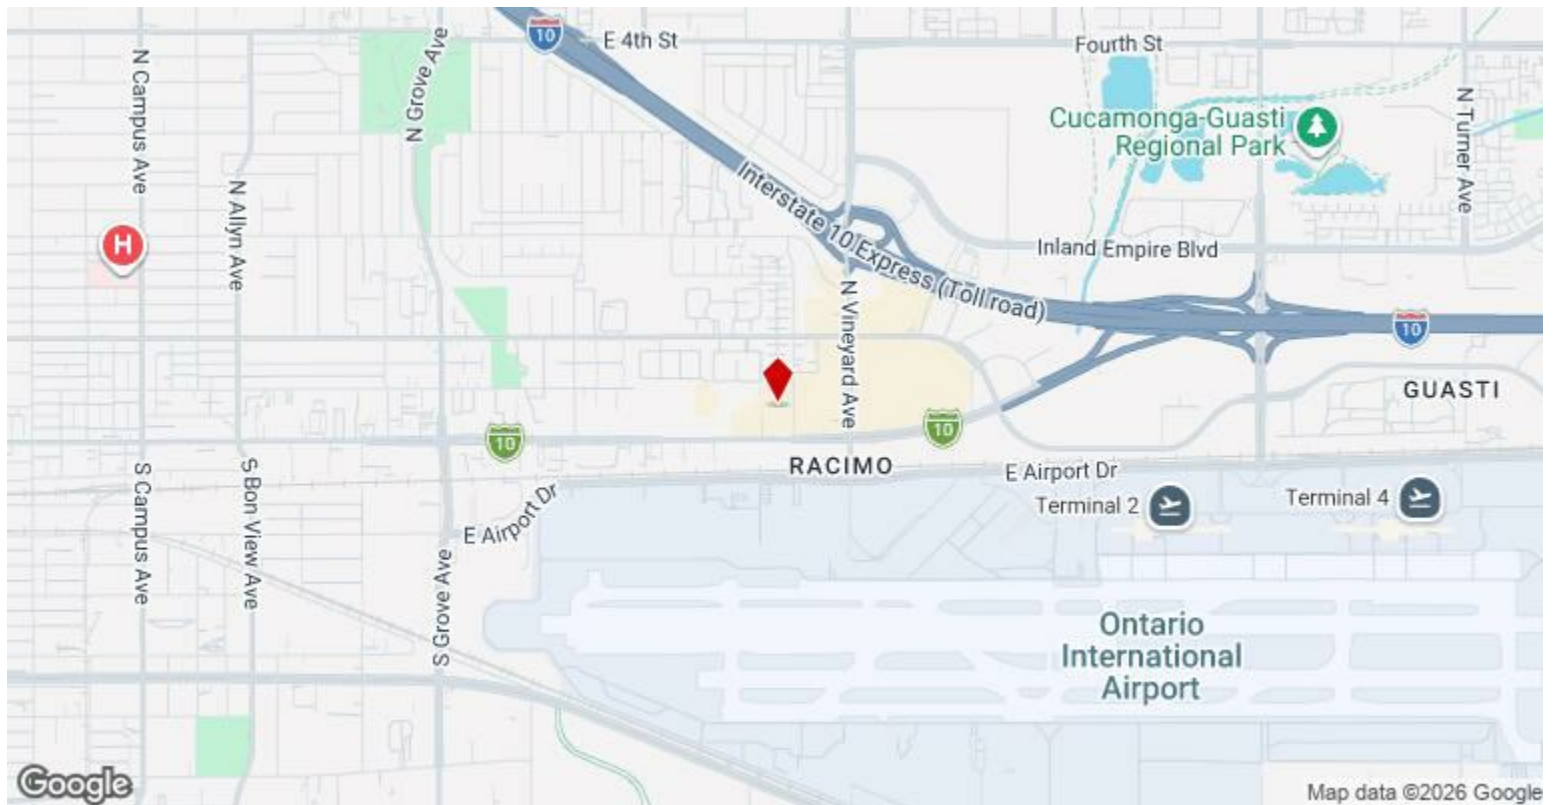 10
E 4th St
Fourth St
N Campus Ave
N Grove Ave
N Allyn Ave
N Turner Ave
Cucamonga-Guasti
Regional Park
Interstate 10 Express (Toll road)
H
Inland Empire Blvd
N Vineyard Ave
10
GUASTI
10
10
RACIMO
E Airport Dr
Terminal 2
Terminal 4
S Campus Ave
S Bon View Ave
E Airport Dr
S Grove Ave
Ontario
International
Airport
Google
Map data ©2026 Google